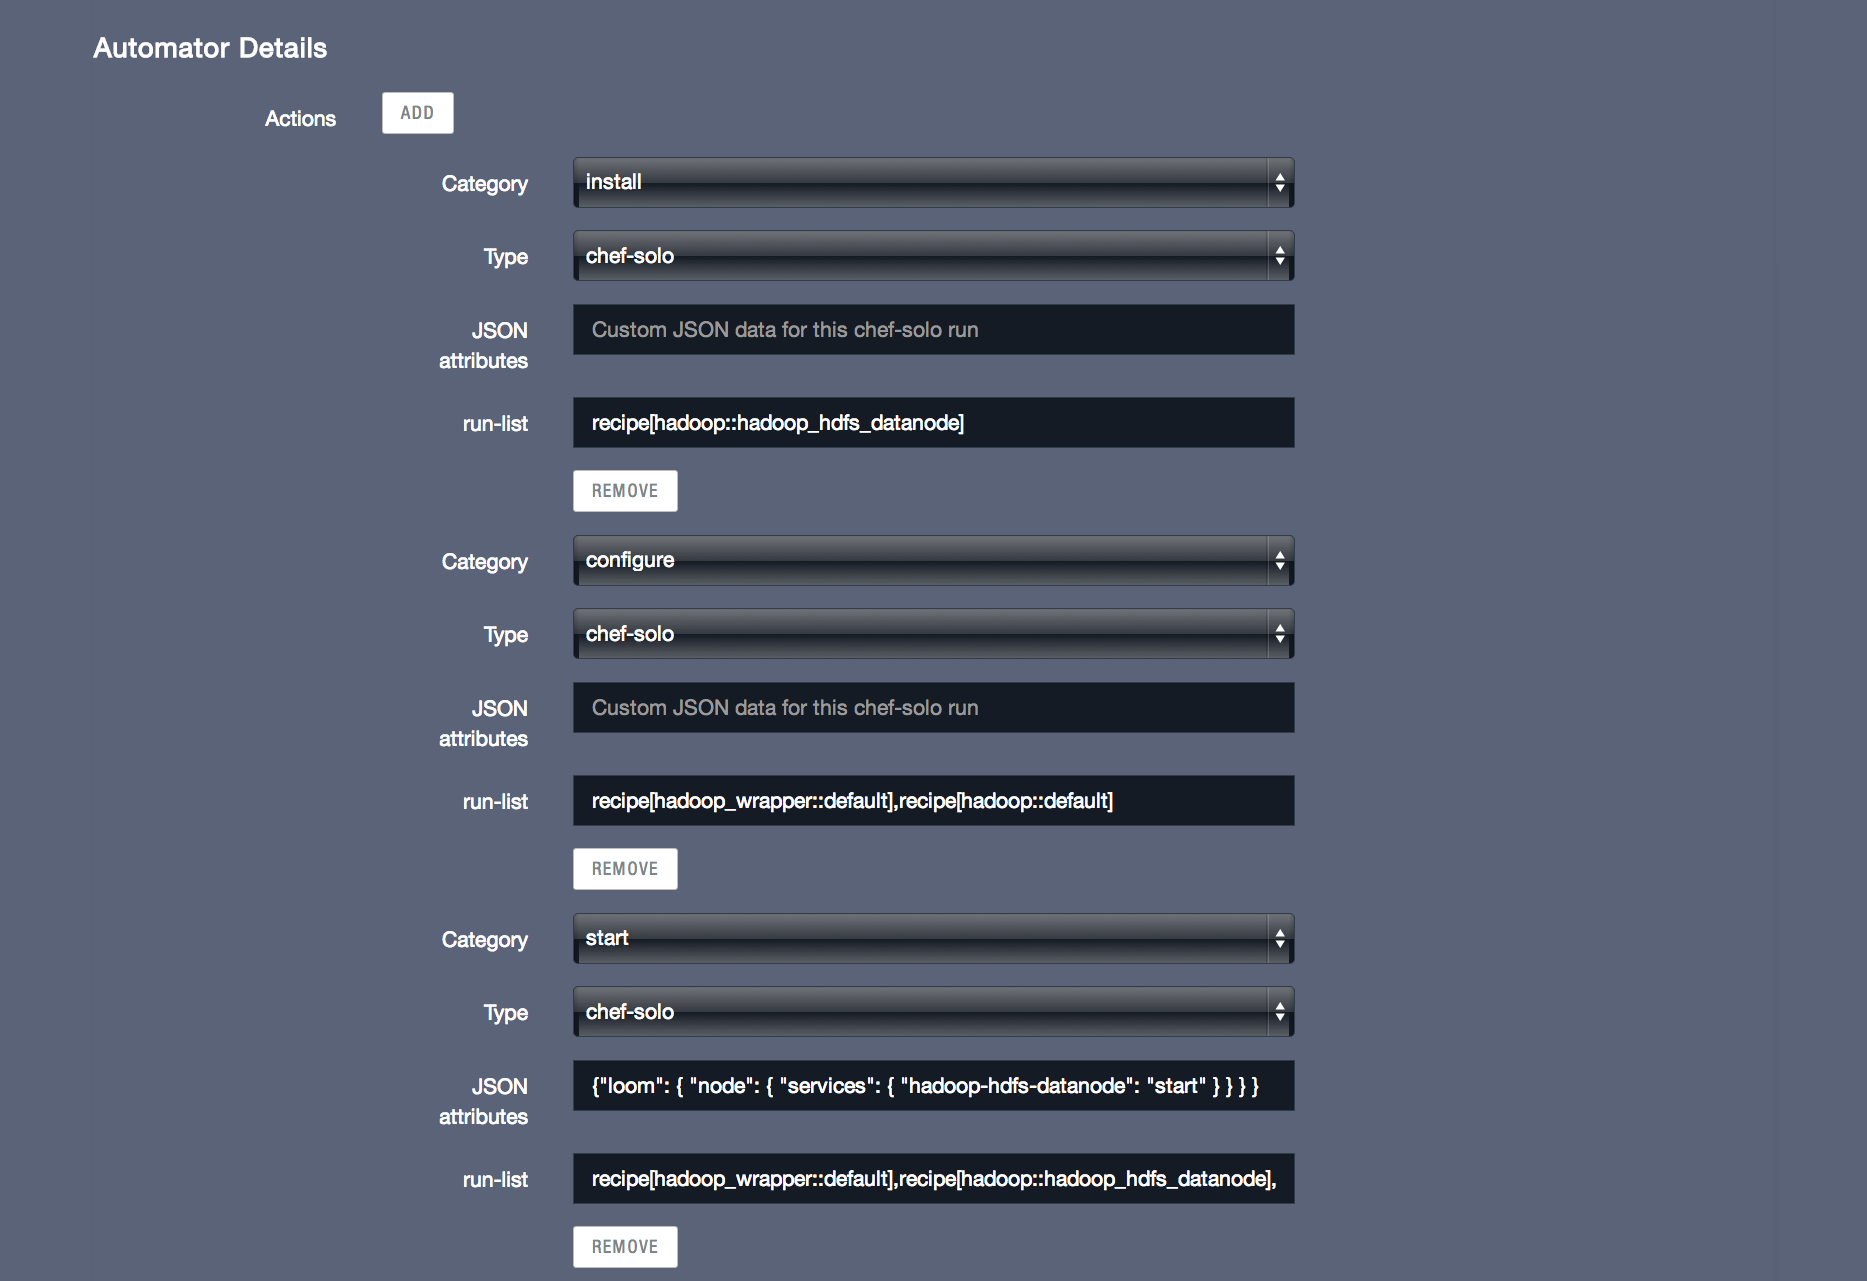 Automator Details
Actions ADD
Category install
Type chef-solo
JSON attributes Custom JSON data for this chef-solo run
run-list recipe[hadoop::hadoop_hdfs_datanode]
REMOVE
Category configure
Type chef-solo
JSON attributes Custom JSON data for this chef-solo run
run-list recipe[hadoop_wrapper::default],recipe[hadoop::default]
REMOVE
Category start
Type chef-solo
JSON attributes {"loom": { "node": { "services": { "hadoop-hdfs-datanode": "start" } } } }
run-list recipe[hadoop_wrapper::default],recipe[hadoop::hadoop_hdfs_datanode],
REMOVE